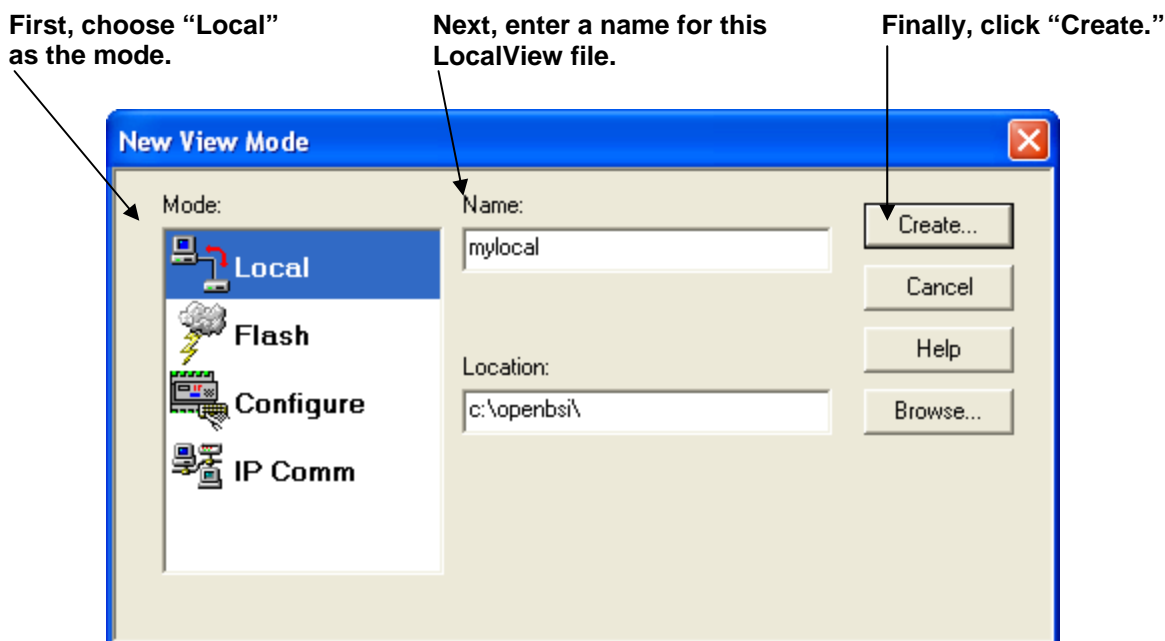 First, choose “Local”
as the mode.
Next, enter a name for this
LocalView file.
Finally, click “Create.”
New View Mode
Mode:
Local
Flash
Configure
IP Comm
Name:
mylocal
Location:
c:\openbsi\
Create...
Cancel
Help
Browse...